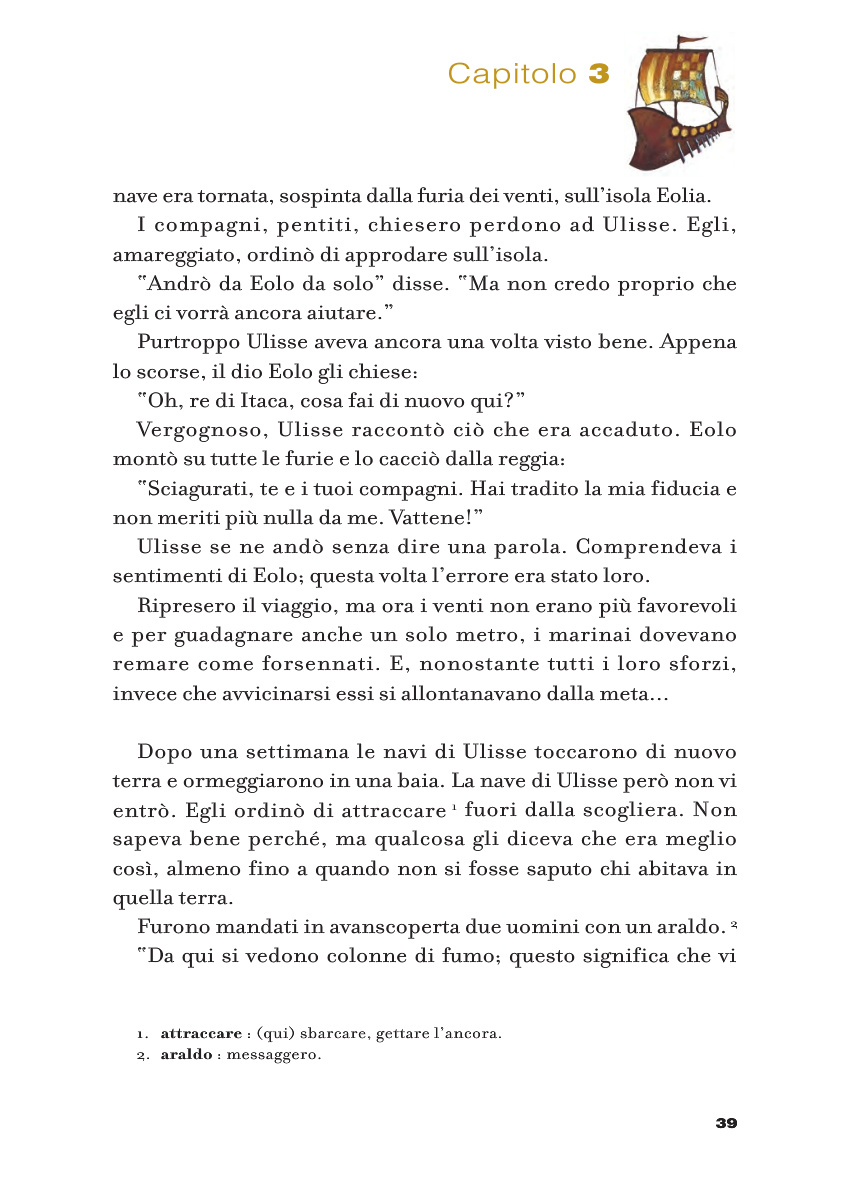 Capitolo 3
nave era tornata, sospinta dalla furia dei venti, sull’isola Eolia.
I compagni, pentiti, chiesero perdono ad Ulisse. Egli,
amareggiato, ordinò di approdare sull’isola.
“Andrò da Eolo da solo” disse. “Ma non credo proprio che
egli ci vorrà ancora aiutare.”
Purtroppo Ulisse aveva ancora una volta visto bene. Appena
lo scorse, il dio Eolo gli chiese:
“Oh, re di Itaca, cosa fai di nuovo qui?”
Vergognoso, Ulisse raccontò ciò che era accaduto. Eolo
montò su tutte le furie e lo cacciò dalla reggia:
“Sciagurati, te e i tuoi compagni. Hai tradito la mia fiducia e
non meriti più nulla da me. Vattene!”
Ulisse se ne andò senza dire una parola. Comprendeva i
sentimenti di Eolo; questa volta l’errore era stato loro.
Ripresero il viaggio, ma ora i venti non erano più favorevoli
e per guadagnare anche un solo metro, i marinai dovevano
remare come forsennati. E, nonostante tutti i loro sforzi,
invece che avvicinarsi essi si allontanavano dalla meta...
Dopo una settimana le navi di Ulisse toccarono di nuovo
terra e ormeggiarono in una baia. La nave di Ulisse però non vi
entrò. Egli ordinò di attraccare 1 fuori dalla scogliera. Non
sapeva bene perché, ma qualcosa gli diceva che era meglio
così, almeno fino a quando non si fosse saputo chi abitava in
quella terra.
Furono mandati in avanscoperta due uomini con un araldo. 2
“Da qui si vedono colonne di fumo; questo significa che vi
1. attraccare : (qui) sbarcare, gettare l’ancora.
2. araldo : messaggero.
39